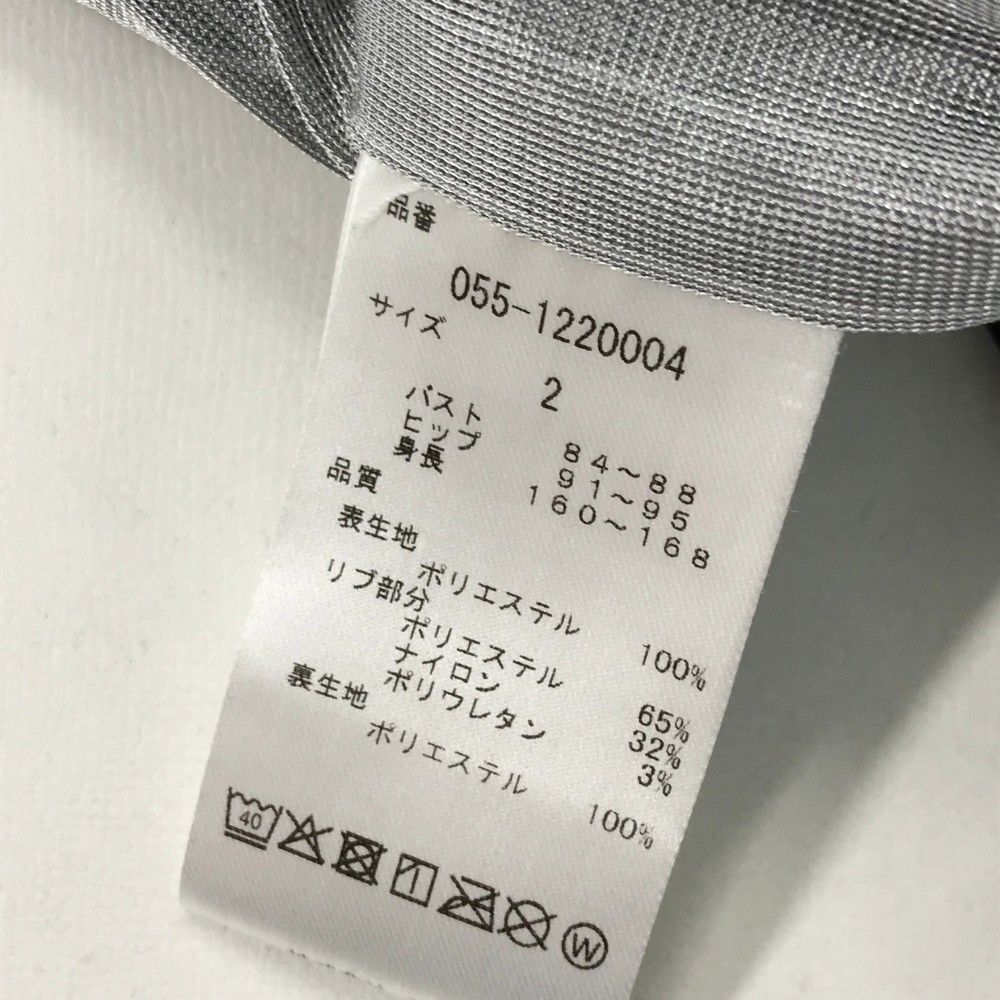 品番
055-1220004
サイズ
2
バスト 84～88
ヒップ 91～95
身長 160～168
品質
表生地
ポリエステル 100%
リブ部分
ポリエステル 65%
ナイロン 32%
ポリウレタン 3%
裏生地
ポリエステル 100%
40 W